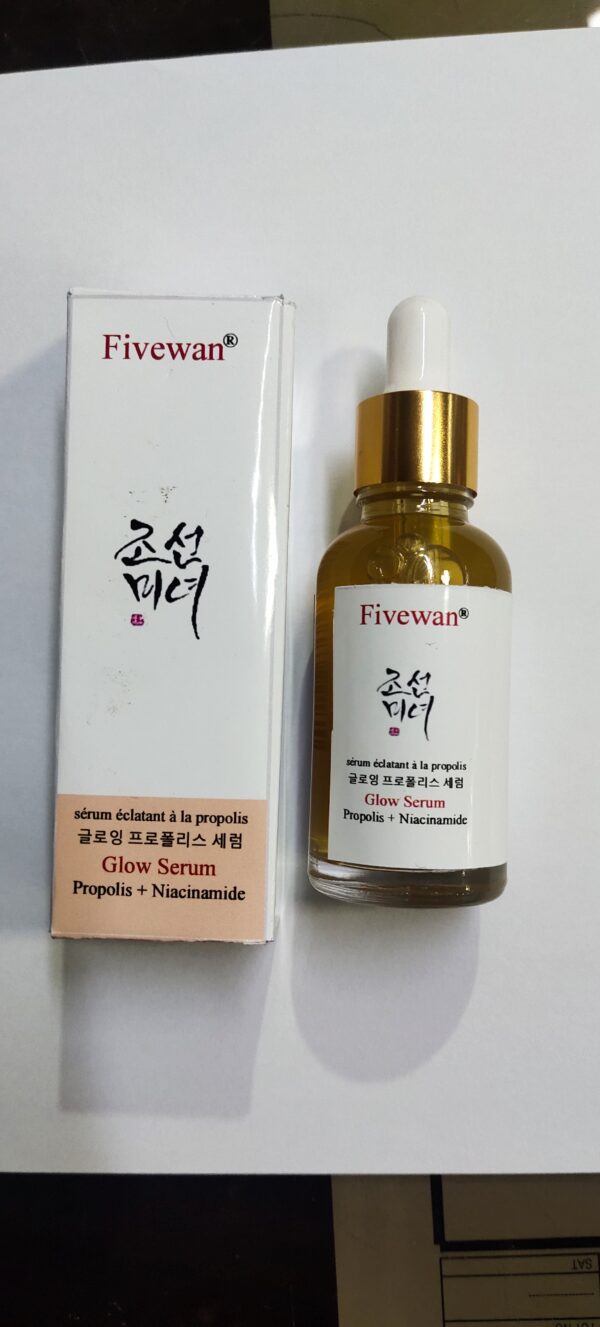 Fivewan®
조선
미녀
sérum éclatant à la propolis
글로잉 프로폴리스 세럼
Glow Serum
Propolis + Niacinamide
Fivewan®
조선
미녀
sérum éclatant à la propolis
글로잉 프로폴리스 세럼
Glow Serum
Propolis + Niacinamide
SAT